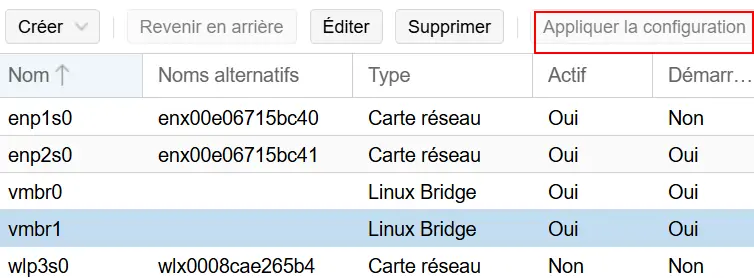 Créer Revenir en arrière Éditer Supprimer Appliquer la configuration
Nom Noms alternatifs Type Actif Démarr...
enp1s0 enx00e06715bc40 Carte réseau Oui Non
enp2s0 enx00e06715bc41 Carte réseau Oui Oui
vmbr0 Linux Bridge Oui Oui
vmbr1 Linux Bridge Oui Oui
wlp3s0 wlx0008cae265b4 Carte réseau Non Non